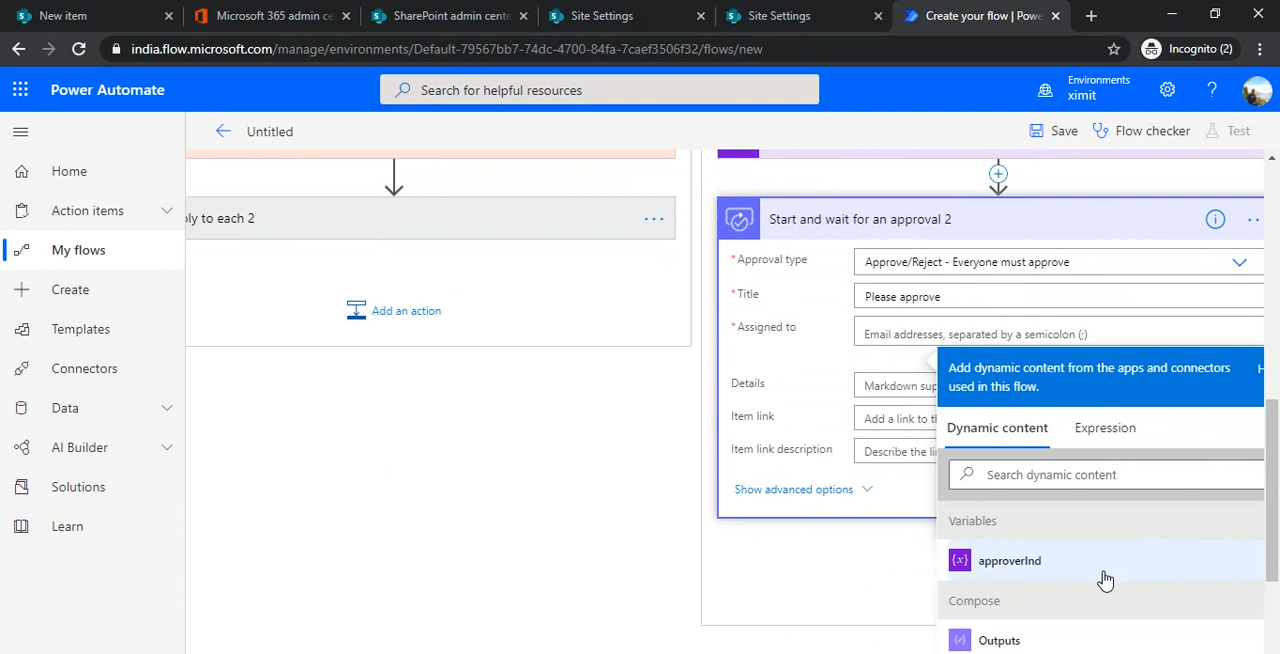 New item
Microsoft 365 admin ce
SharePoint admin cente
Site Settings
Site Settings
Create your flow | Powe
india.flow.microsoft.com/manage/environments/Default-79567bb7-74dc-4700-84fa-7caef3506f32/flows/new
Incognito (2)
Power Automate
Search for helpful resources
Environments
ximit
Untitled
Save
Flow checker
Test
Home
Action items
My flows
Create
Templates
Connectors
Data
AI Builder
Solutions
Learn
ply to each 2
Add an action
Start and wait for an approval 2
* Approval type
Approve/Reject - Everyone must approve
* Title
Please approve
* Assigned to
Email addresses, separated by a semicolon (;)
Details
Markdown sup
Item link
Add a link to th
Item link description
Describe the lin
Show advanced options
Add dynamic content from the apps and connectors
used in this flow.
H
Dynamic content
Expression
Search dynamic content
Variables
{x} approverInd
Compose
Outputs